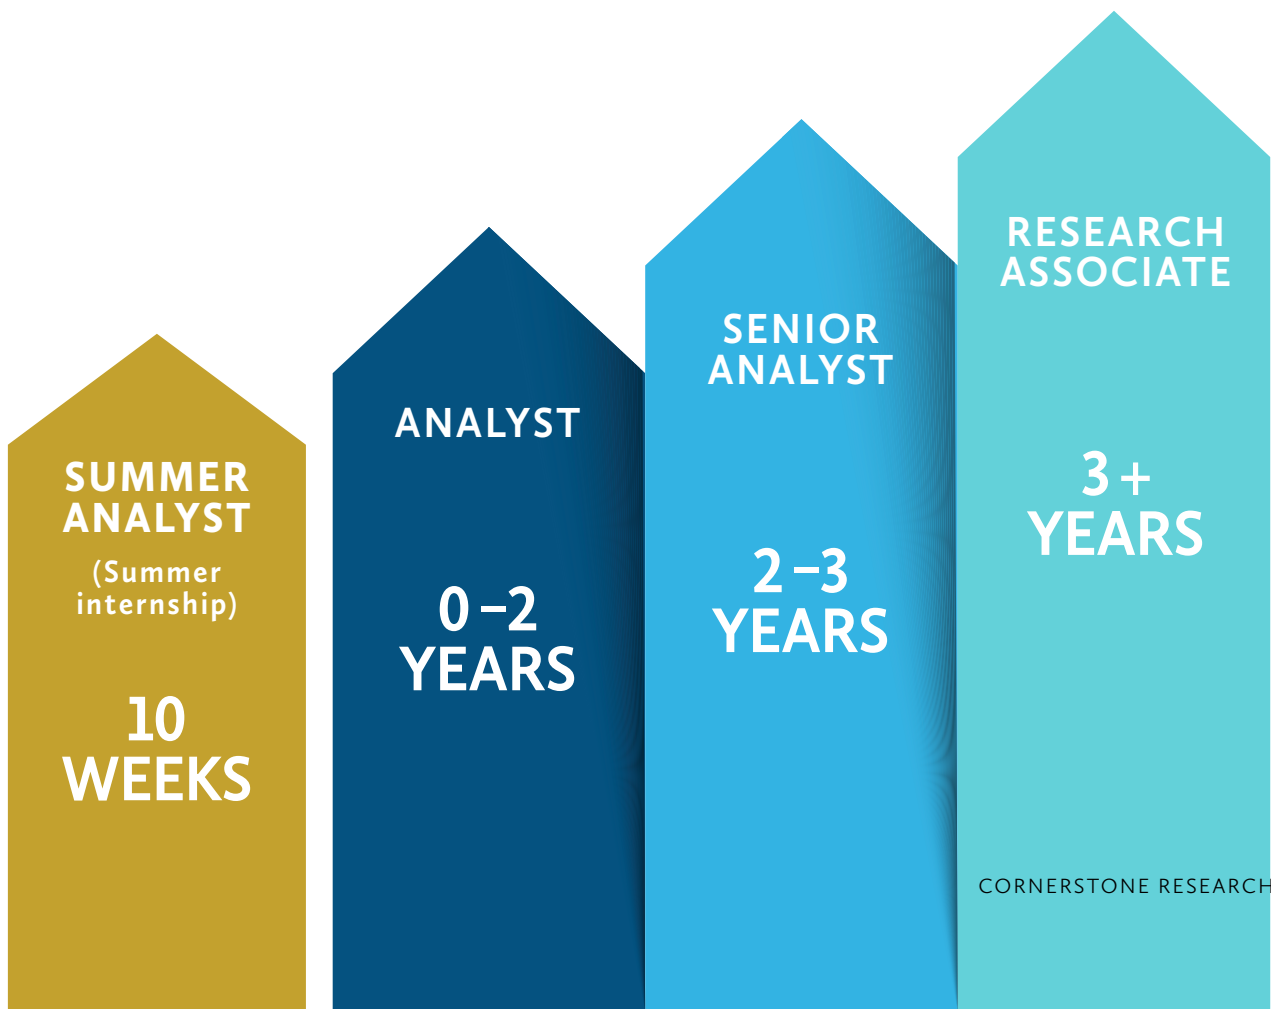 SUMMER
ANALYST
(Summer
internship)
10
WEEKS
ANALYST
0–2
YEARS
SENIOR
ANALYST
2–3
YEARS
RESEARCH
ASSOCIATE
3+
YEARS
CORNERSTONE RESEARCH